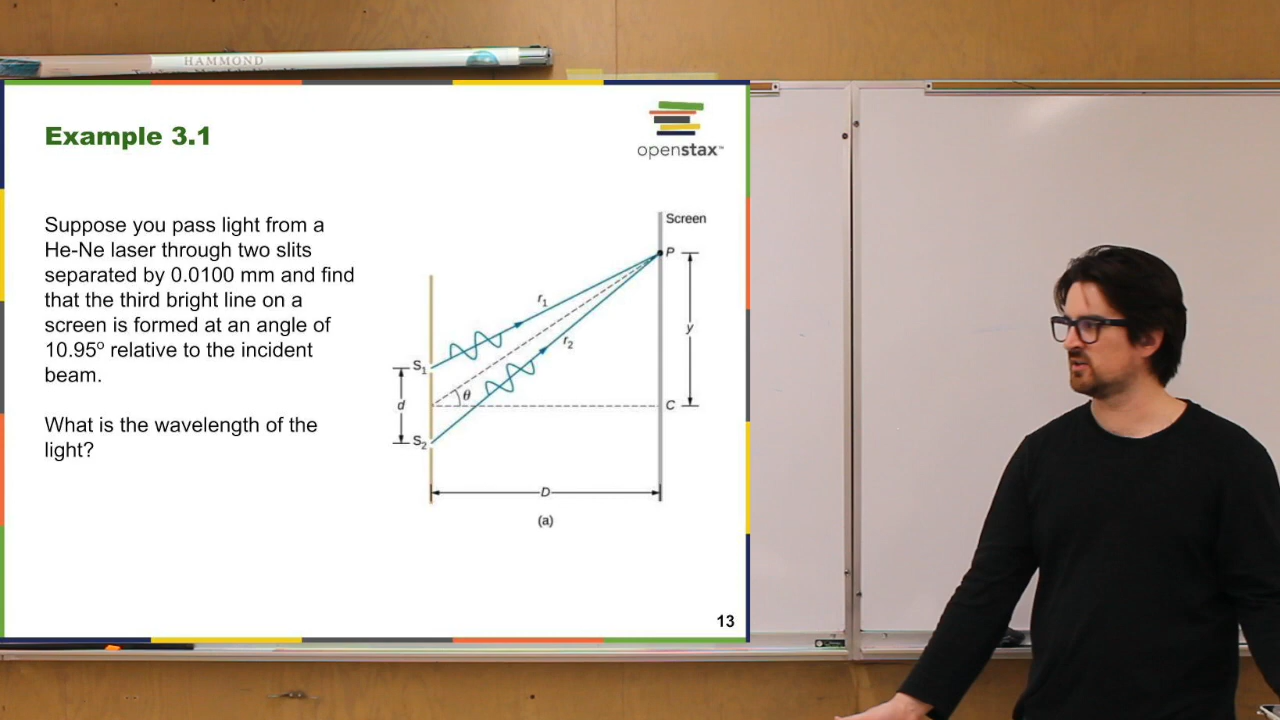 HAMMOND
Example 3.1
openstax™
Suppose you pass light from a
He-Ne laser through two slits
separated by 0.0100 mm and find
that the third bright line on a
screen is formed at an angle of
10.95º relative to the incident
beam.
What is the wavelength of the
light?
Screen
P
r₁
y
r₂
S₁
θ
d
C
S₂
D
(a)
13